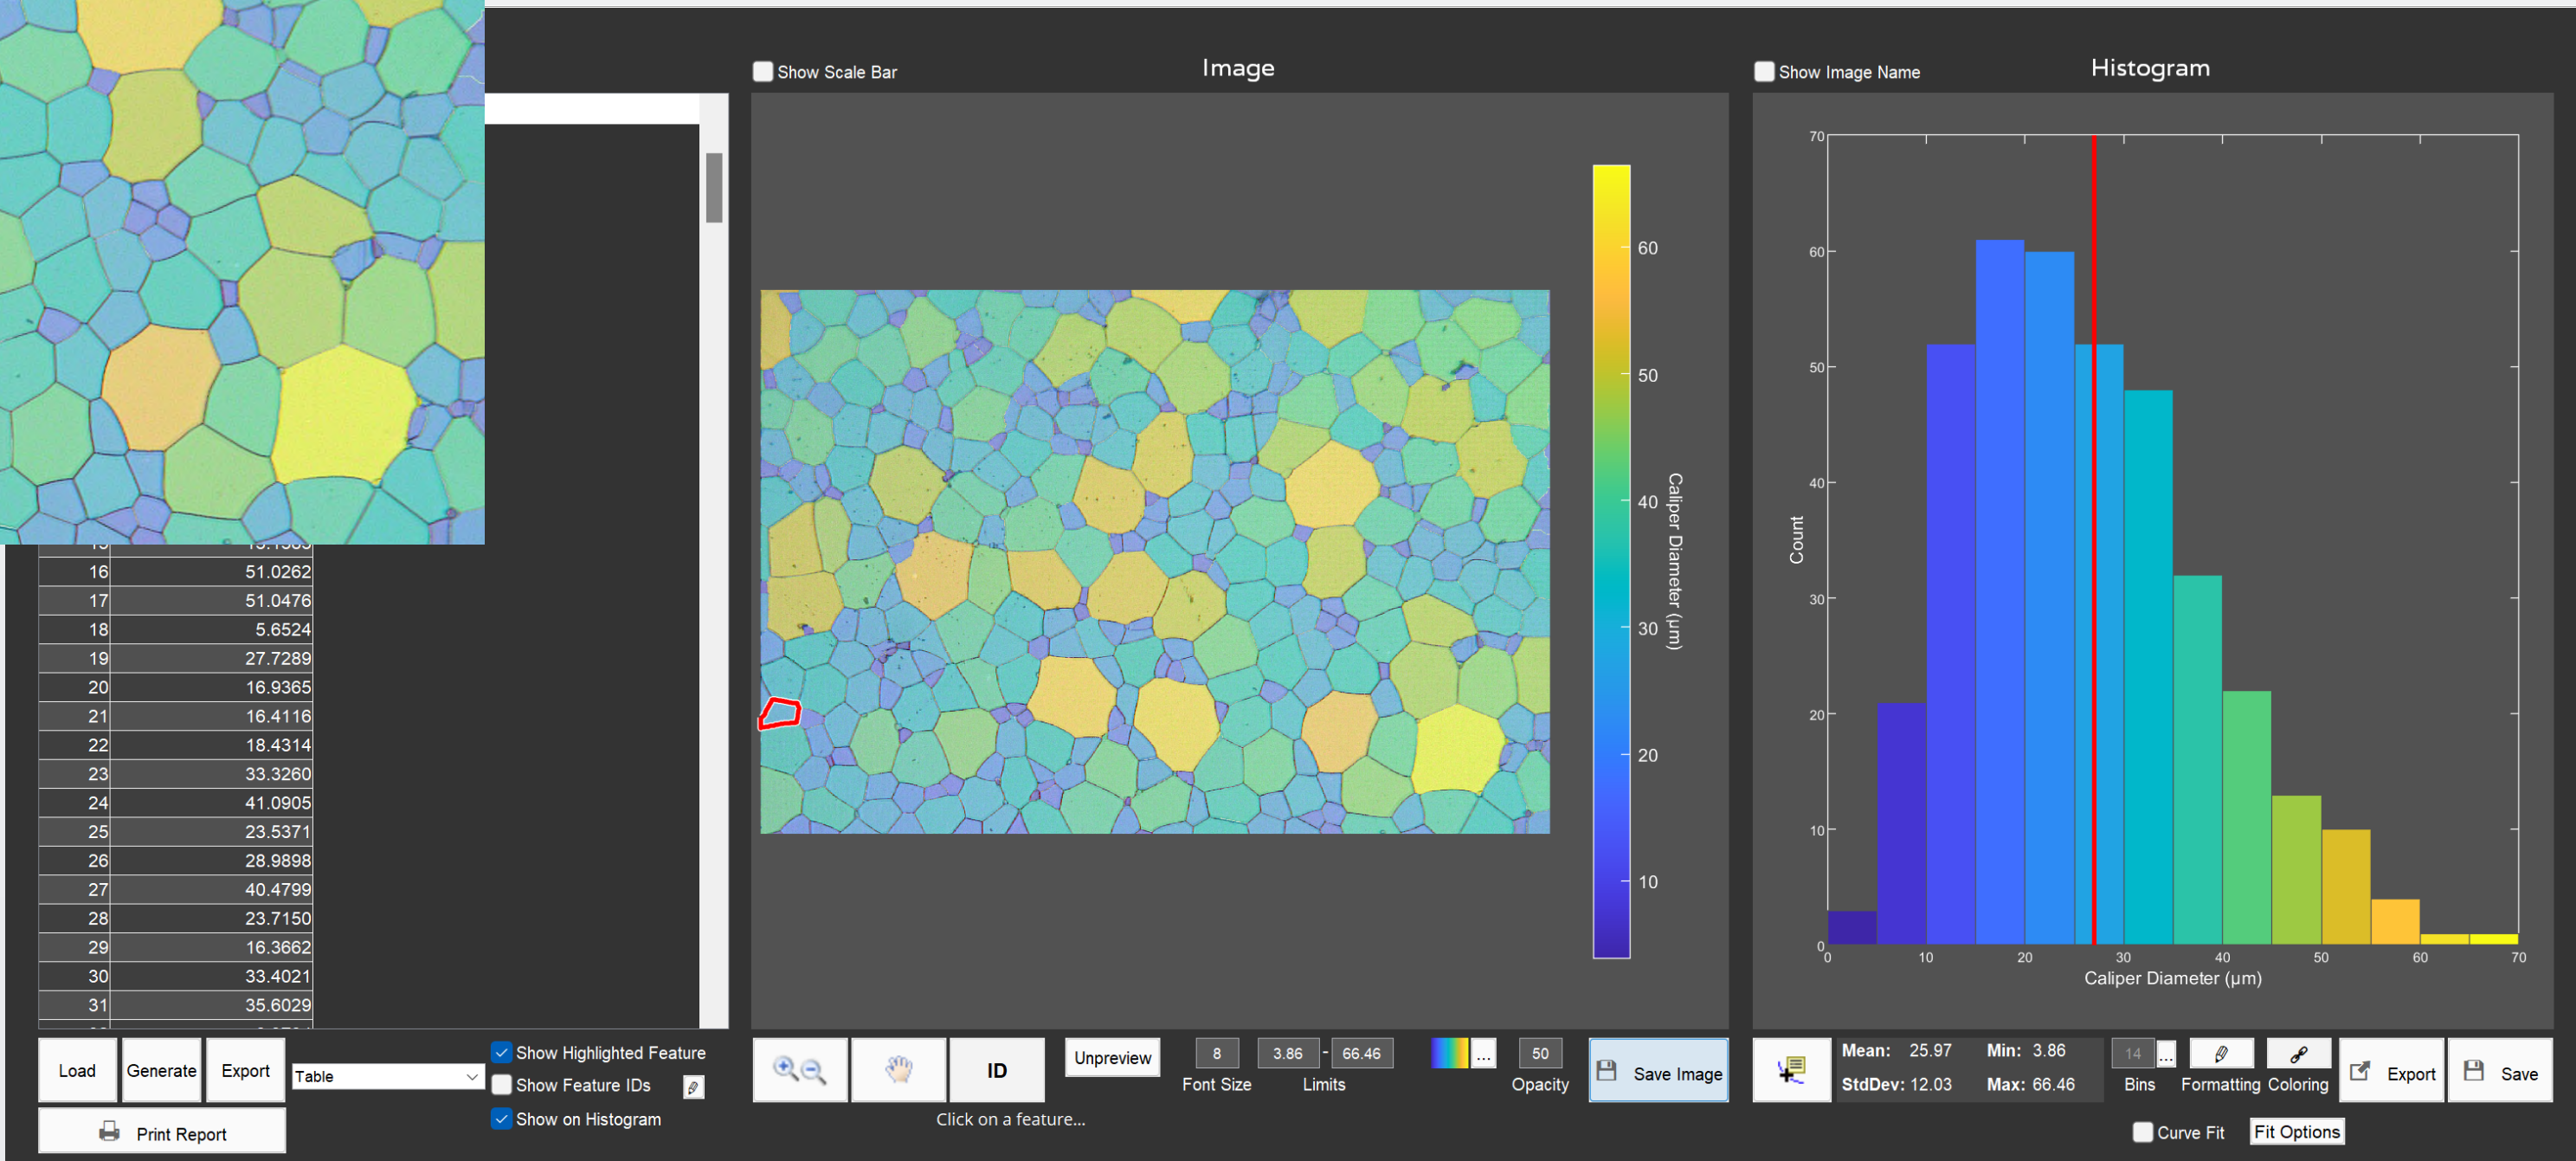 Show Scale Bar
Image
60
50
40
30
20
10
Caliper Diameter (μm)
Show Image Name
Histogram
70
60
50
40
30
20
10
0
Count
0 10 20 30 40 50 60 70
Caliper Diameter (μm)
16 51.0262
17 51.0476
18 5.6524
19 27.7289
20 16.9365
21 16.4116
22 18.4314
23 33.3260
24 41.0905
25 23.5371
26 28.9898
27 40.4799
28 23.7150
29 16.3662
30 33.4021
31 35.6029
Load Generate Export
Table
Print Report
Show Highlighted Feature
Show Feature IDs
Show on Histogram
ID
Unpreview
8
Font Size
3.86 - 66.46
Limits
...
50
Opacity
Save Image
Click on a feature...
Mean: 25.97 Min: 3.86
StdDev: 12.03 Max: 66.46
14 ...
Bins
Formatting
Coloring
Export
Save
Curve Fit
Fit Options